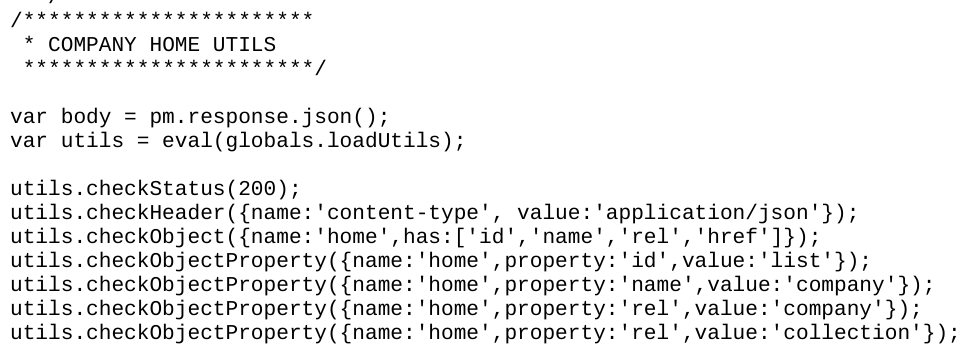 /***********************
 * COMPANY HOME UTILS
 ***********************/
var body = pm.response.json();
var utils = eval(globals.loadUtils);
utils.checkStatus(200);
utils.checkHeader({name:'content-type', value:'application/json'});
utils.checkObject({name:'home',has:['id','name','rel','href']});
utils.checkObjectProperty({name:'home',property:'id',value:'list'});
utils.checkObjectProperty({name:'home',property:'name',value:'company'});
utils.checkObjectProperty({name:'home',property:'rel',value:'company'});
utils.checkObjectProperty({name:'home',property:'rel',value:'collection'});